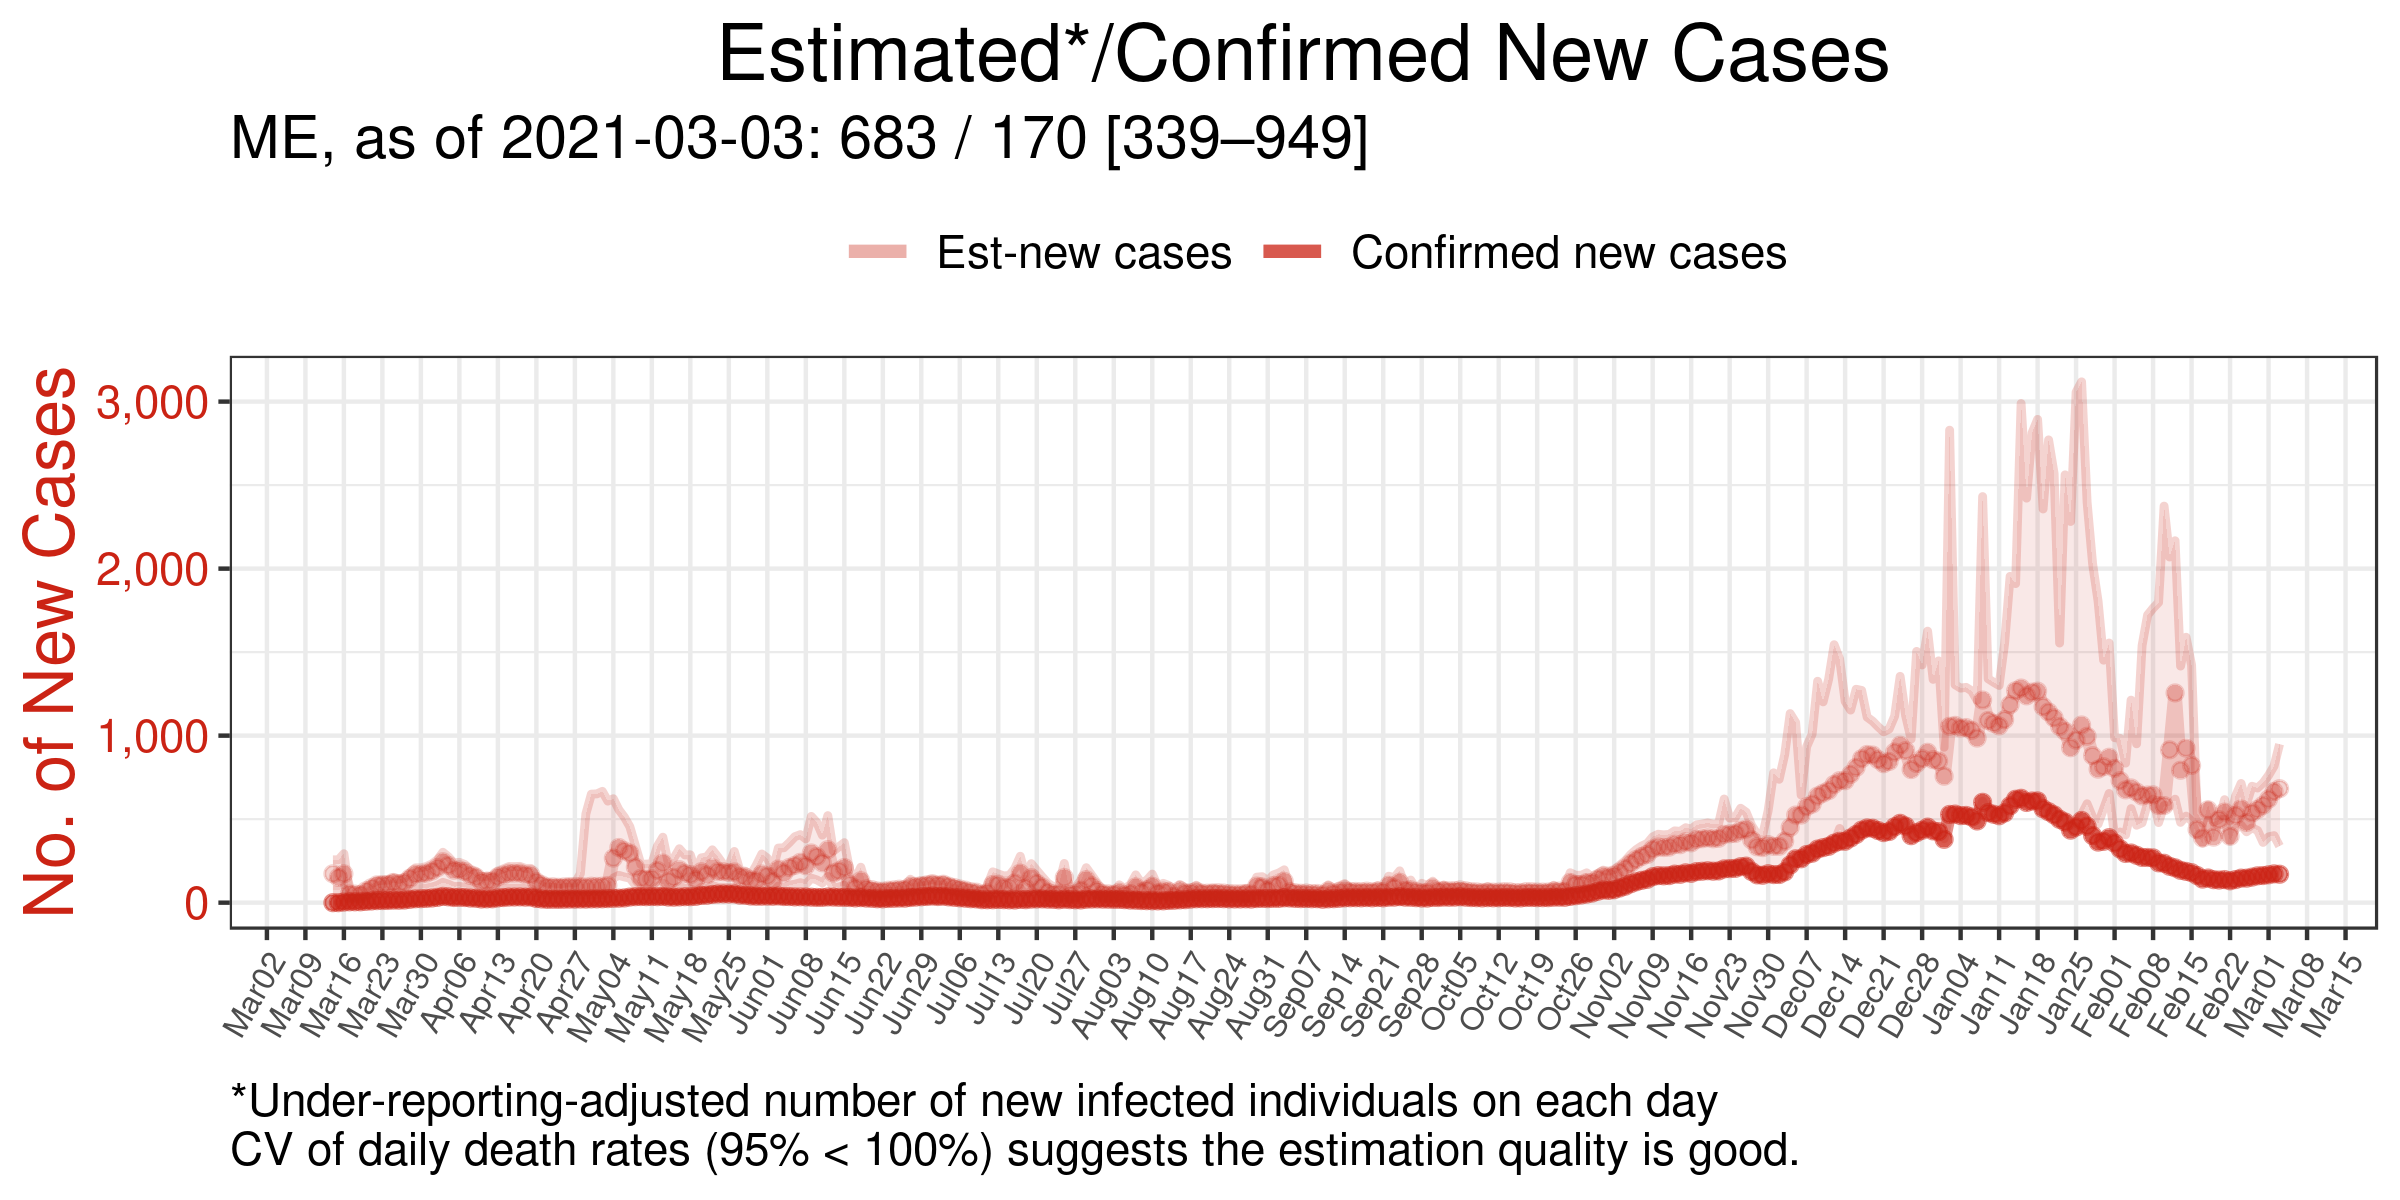 Estimated*/Confirmed New Cases
ME, as of 2021-03-03: 683 / 170 [339–949]
Est-new cases Confirmed new cases
No. of New Cases
3,000
2,000
1,000
0
Mar02 Mar09 Mar16 Mar23 Mar30 Apr06 Apr13 Apr20 Apr27 May04 May11 May18 May25 Jun01 Jun08 Jun15 Jun22 Jun29 Jul06 Jul13 Jul20 Jul27 Aug03 Aug10 Aug17 Aug24 Aug31 Sep07 Sep14 Sep21 Sep28 Oct05 Oct12 Oct19 Oct26 Nov02 Nov09 Nov16 Nov23 Nov30 Dec07 Dec14 Dec21 Dec28 Jan04 Jan11 Jan18 Jan25 Feb01 Feb08 Feb15 Feb22 Mar01 Mar08 Mar15
*Under-reporting-adjusted number of new infected individuals on each day
CV of daily death rates (95% < 100%) suggests the estimation quality is good.